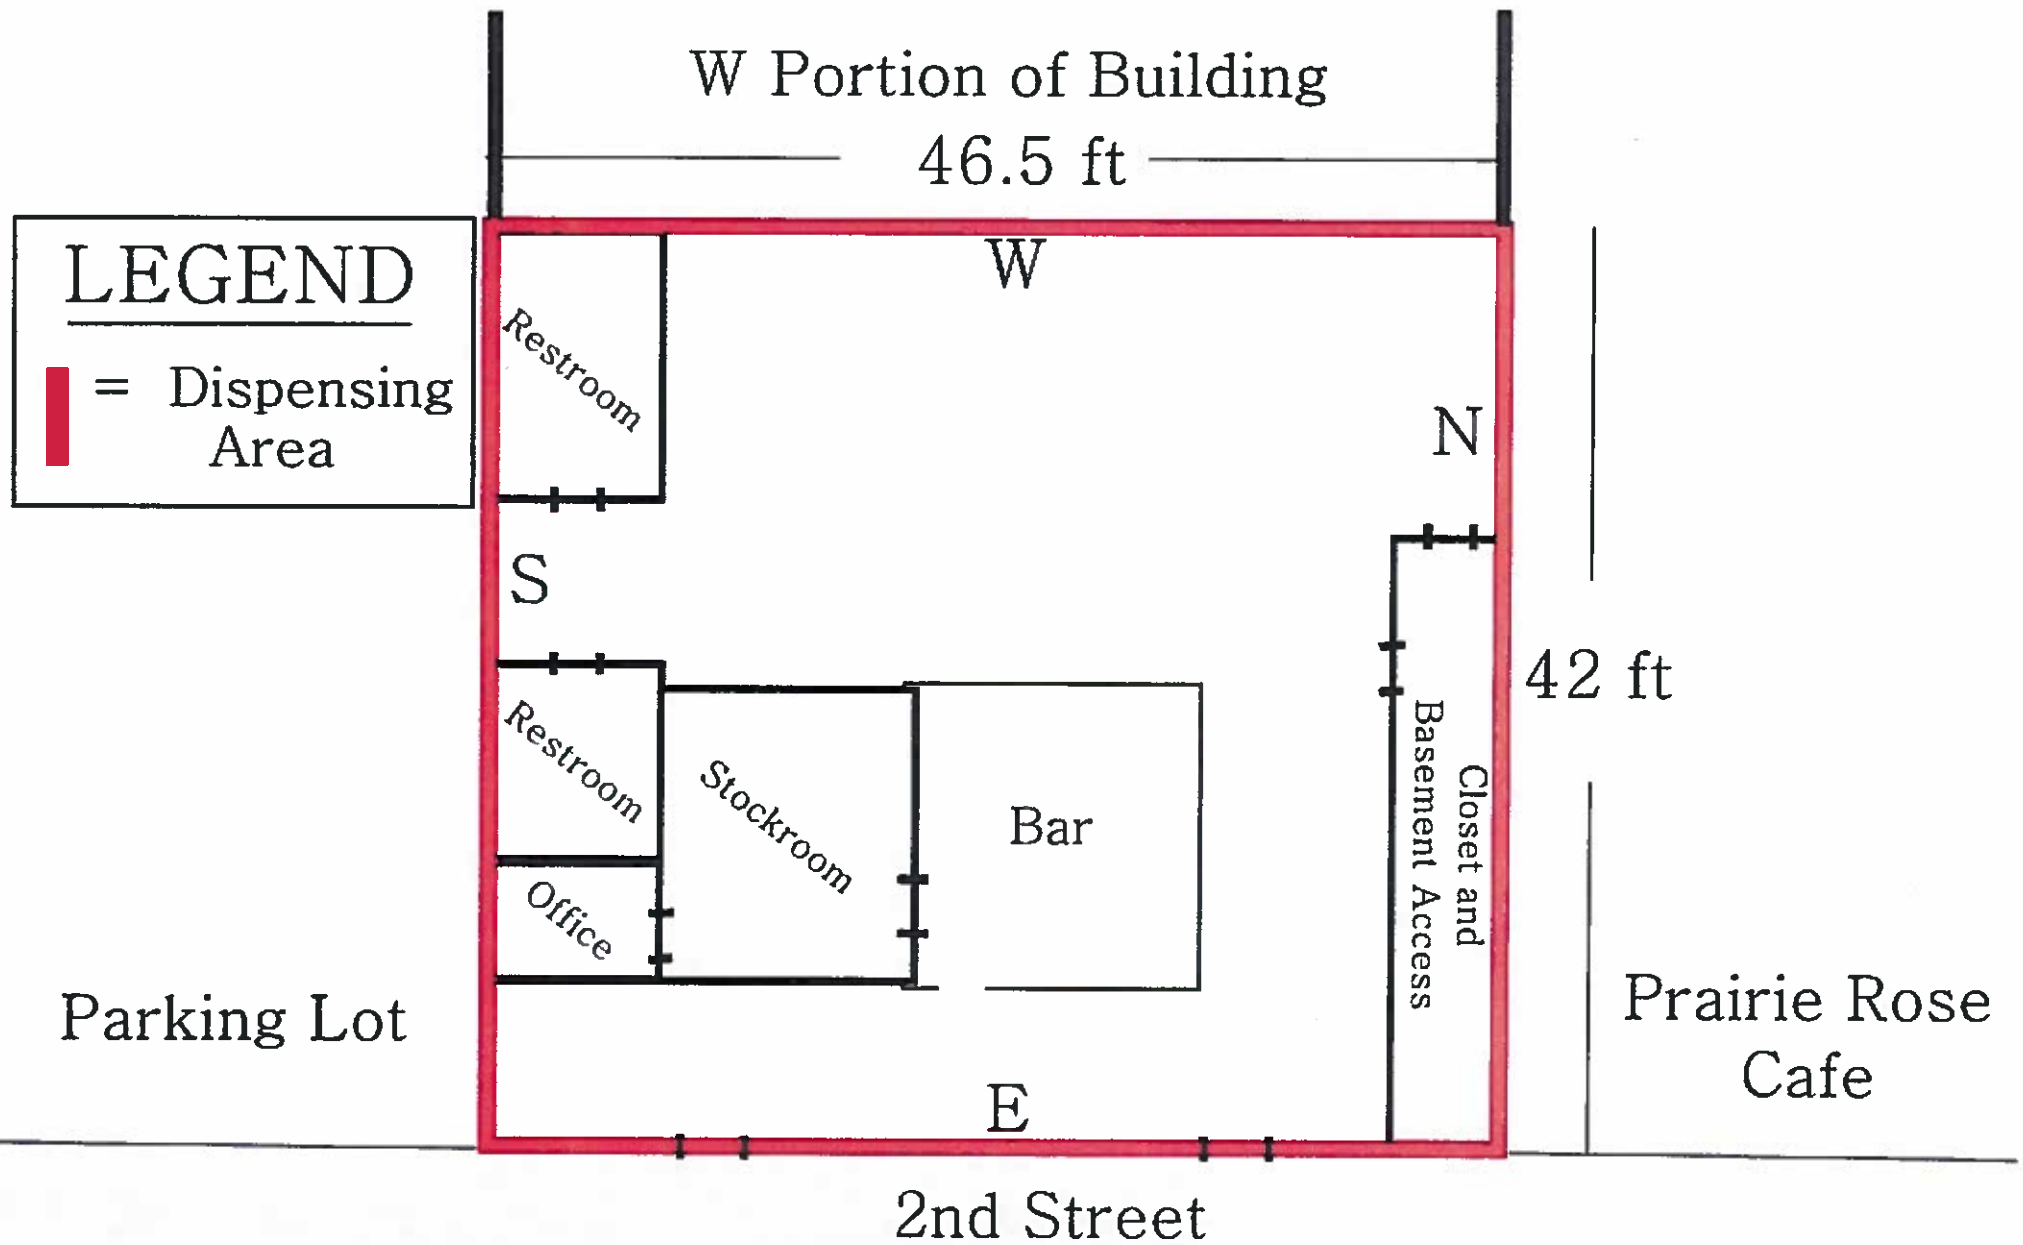 W Portion of Building
46.5 ft
LEGEND
= Dispensing
Area
W
Restroom
N
S
42 ft
Restroom
Stockroom
Bar
Closet and
Basement Access
Office
Parking Lot
Prairie Rose
Cafe
E
2nd Street